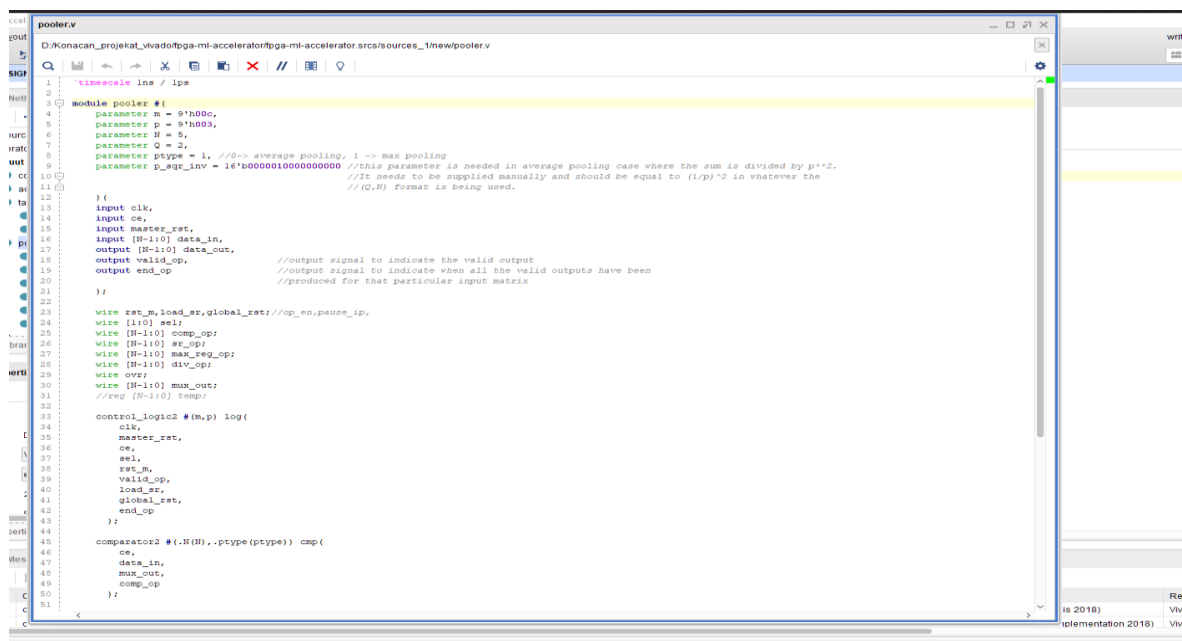 pooler.v
D:/Konacan_projekat_vivado/fpga-ml-accelerator/fpga-ml-accelerator.srcs/sources_1/new/pooler.v
1 `timescale 1ns / 1ps
2
3 module pooler #(
4 parameter m = 9'h00c,
5 parameter p = 9'h003,
6 parameter N = 5,
7 parameter Q = 2,
8 parameter ptype = 1, //0-> average pooling, 1 -> max pooling
9 parameter p_sqr_inv = 16'b0000010000000000 //this parameter is needed in average pooling case where the sum is divided by p**2.
10 //It needs to be supplied manually and should be equal to (1/p)^2 in whatever the
11 //(Q,N) format is being used.
12 )(
13 input clk,
14 input ce,
15 input master_rst,
16 input [N-1:0] data_in,
17 output [N-1:0] data_out,
18 output valid_op, //output signal to indicate the valid output
19 output end_op //output signal to indicate when all the valid outputs have been
20 //produced for that particular input matrix
21 );
22
23 wire rst_m,load_sr,global_rst;//op_en,pause_ip,
24 wire [1:0] sel;
25 wire [N-1:0] comp_op;
26 wire [N-1:0] sr_op;
27 wire [N-1:0] max_reg_op;
28 wire [N-1:0] div_op;
29 wire ovr;
30 wire [N-1:0] mux_out;
31 //reg [N-1:0] temp;
32
33 control_logic2 #(m,p) log(
34 clk,
35 master_rst,
36 ce,
37 sel,
38 rst_m,
39 valid_op,
40 load_sr,
41 global_rst,
42 end_op
43 );
44
45 comparator2 #(.N(N),.ptype(ptype)) cmp(
46 ce,
47 data_in,
48 mux_out,
49 comp_op
50 );
51
is 2018)
plementation 2018)